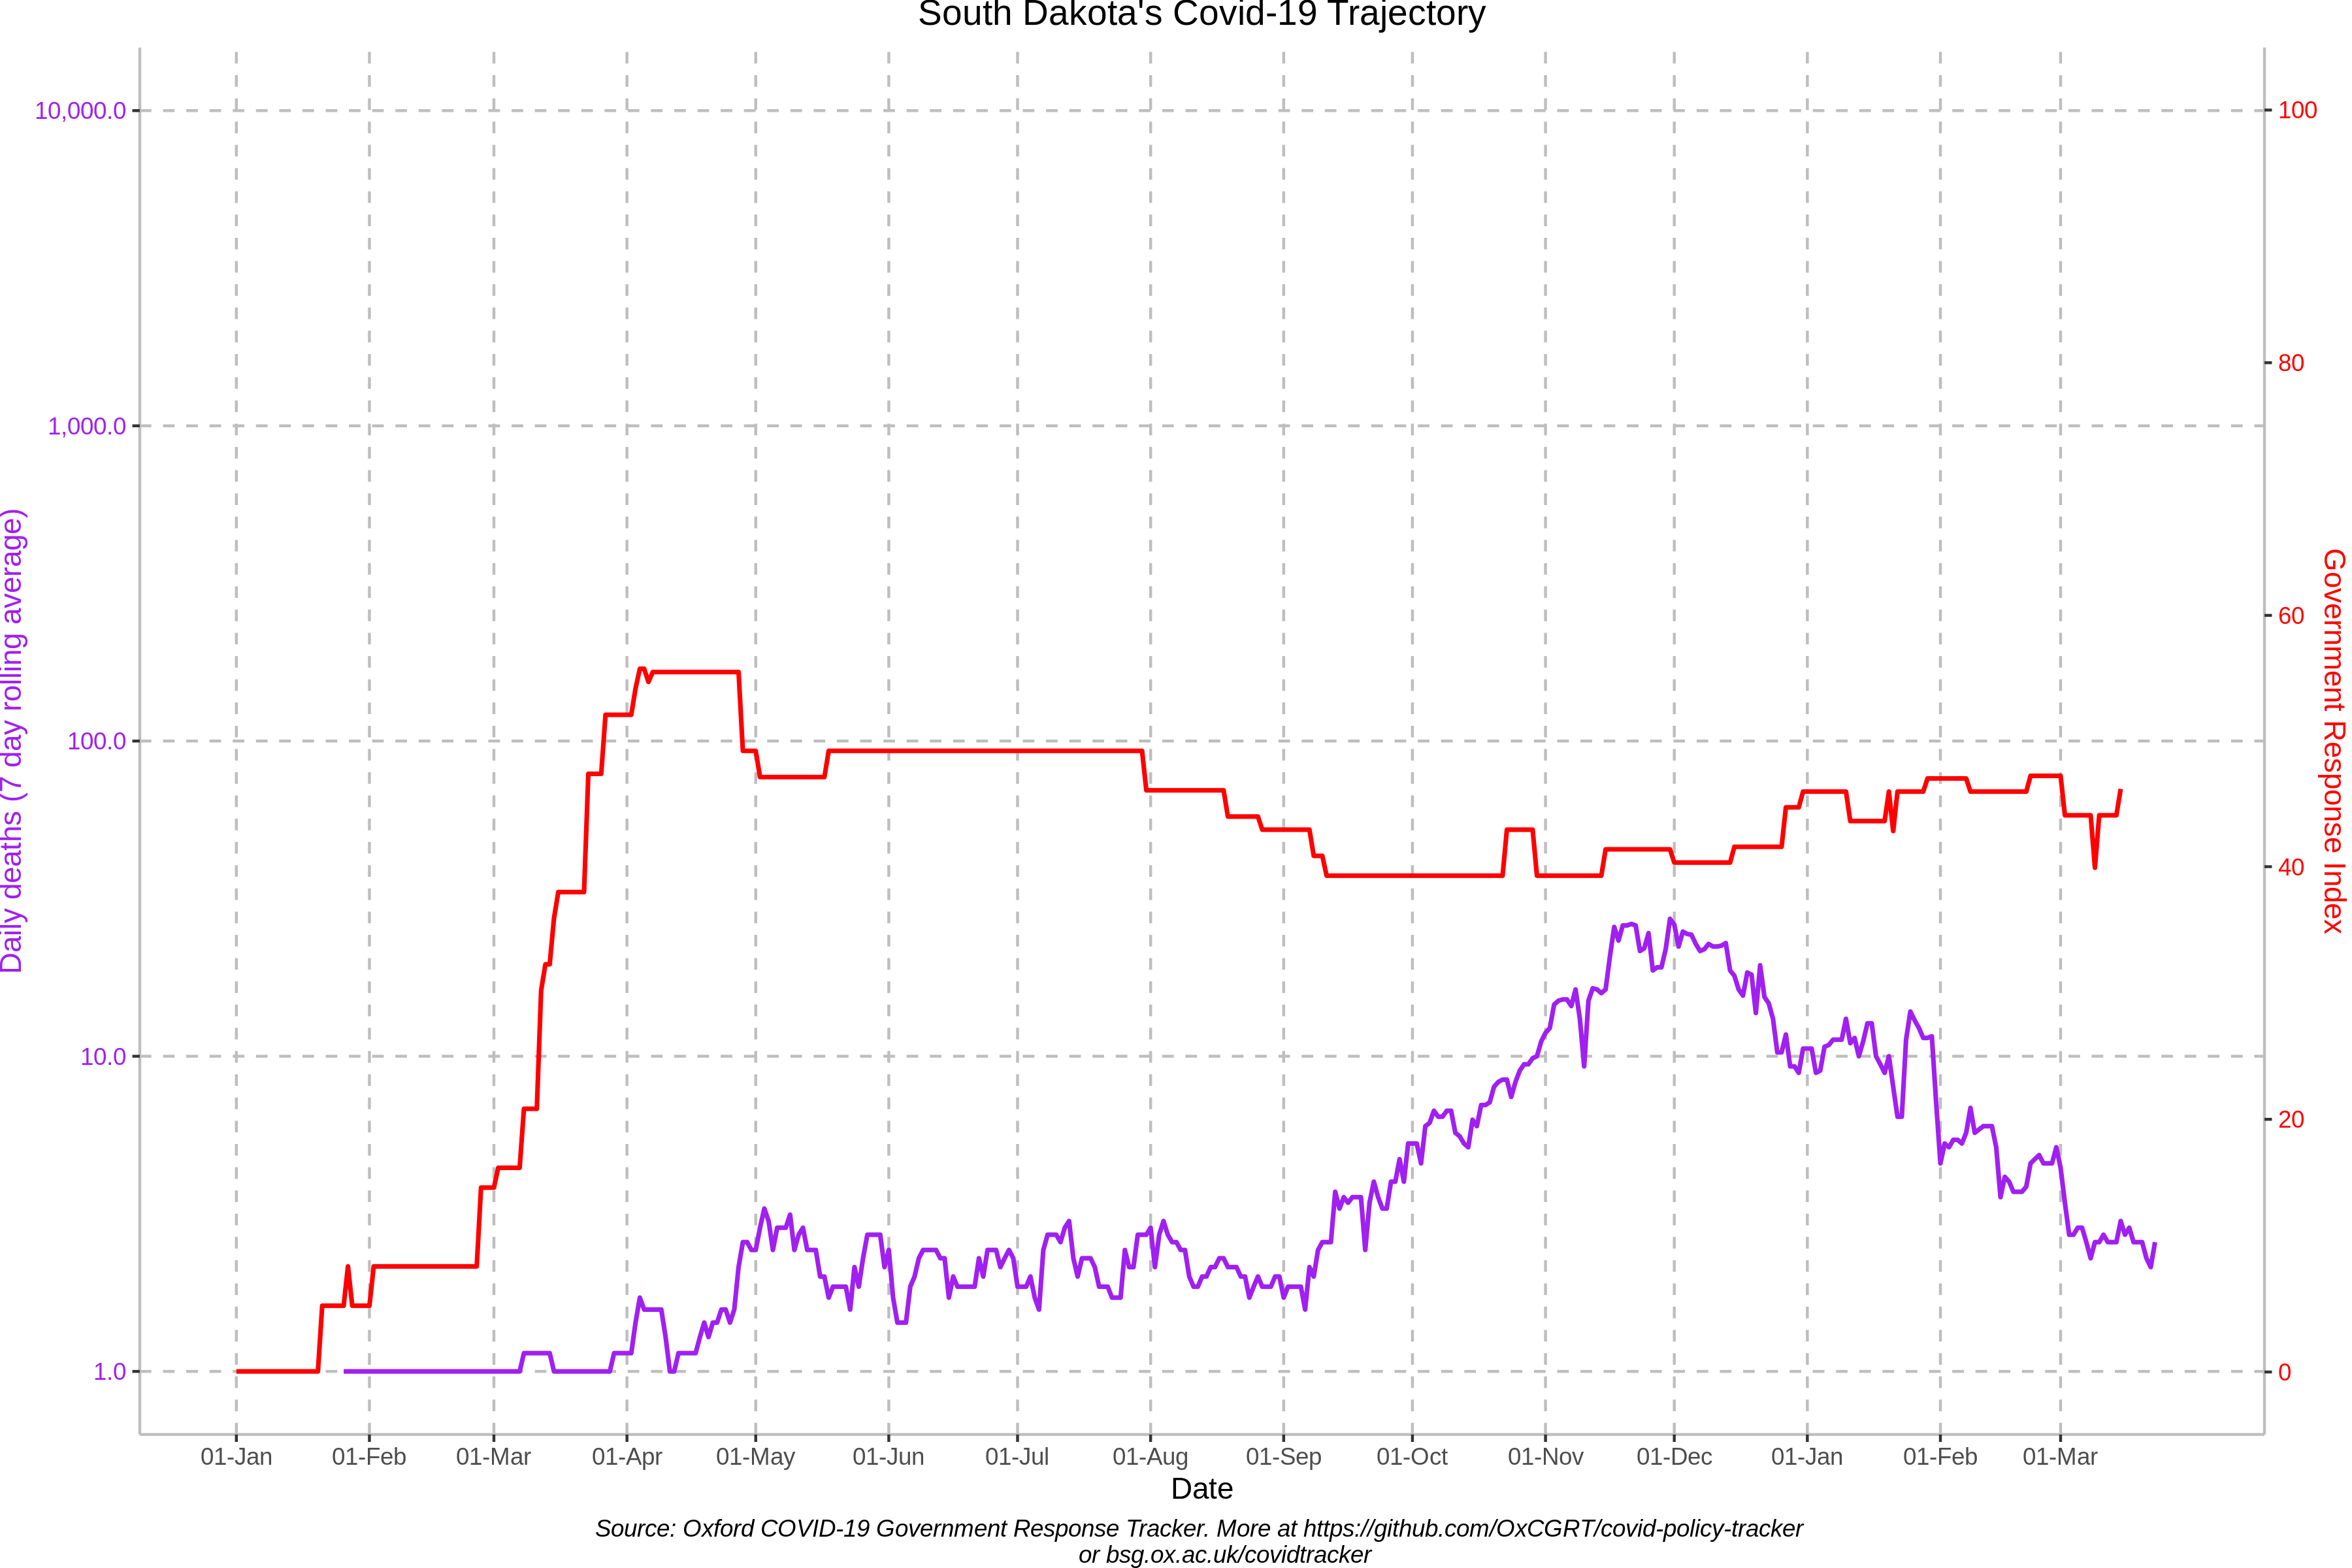 South Dakota's Covid-19 Trajectory
10,000.0
1,000.0
100.0
10.0
1.0
Daily deaths (7 day rolling average)
100
80
60
40
20
0
Government Response Index
01-Jan 01-Feb 01-Mar 01-Apr 01-May 01-Jun 01-Jul 01-Aug 01-Sep 01-Oct 01-Nov 01-Dec 01-Jan 01-Feb 01-Mar
Date
Source: Oxford COVID-19 Government Response Tracker. More at https://github.com/OxCGRT/covid-policy-tracker
or bsg.ox.ac.uk/covidtracker